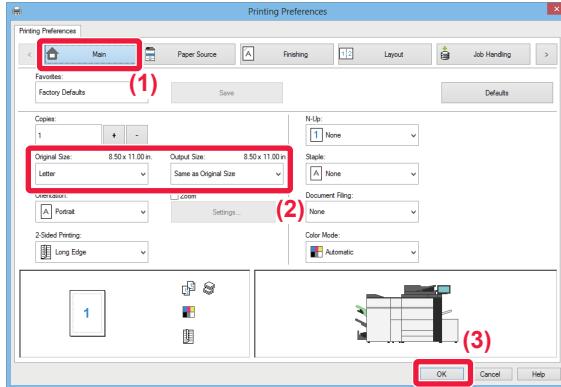 Printing Preferences
Printing Preferences
Main
Paper Source
Finishing
Layout
Job Handling
(1)
Favorites:
Factory Defaults
Save
Defaults
Copies:
1
+ -
N-Up:
1 None
Original Size: 8.50 x 11.00 in.
Output Size: 8.50 x 11.00 in.
Staple:
Letter
Same as Original Size
A None
(2)
Orientation:
Zoom
Document Filing:
A Portrait
Settings...
None
2-Sided Printing:
Color Mode:
Long Edge
Automatic
1
(3)
OK
Cancel
Help